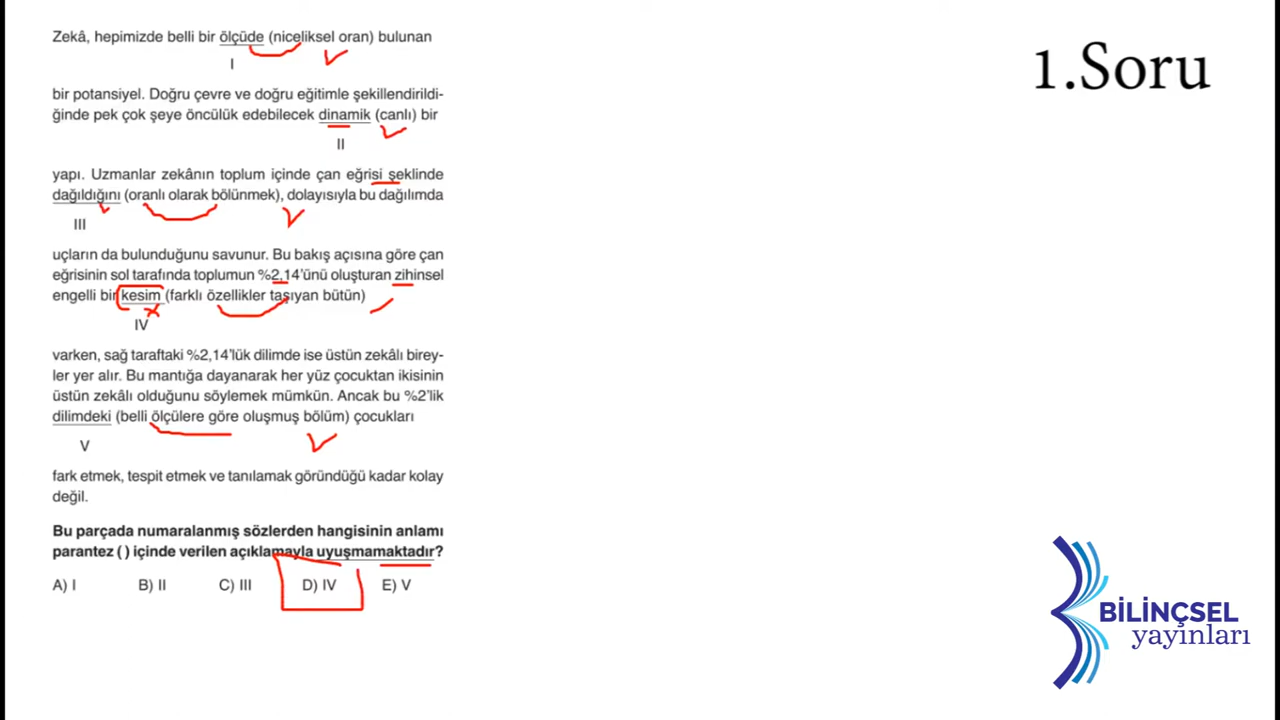 Zekâ, hepimizde belli bir ölçüde (niceliksel oran) bulunan
I
bir potansiyel. Doğru çevre ve doğru eğitimle şekillendirildi-
ğinde pek çok şeye öncülük edebilecek dinamik (canlı) bir
II
yapı. Uzmanlar zekânın toplum içinde çan eğrisi şeklinde
dağıldığını (oranlı olarak bölünmek), dolayısıyla bu dağılımda
III
uçların da bulunduğunu savunur. Bu bakış açısına göre çan
eğrisinin sol tarafında toplumun %2,14'ünü oluşturan zihinsel
engelli bir kesim (farklı özellikler taşıyan bütün)
IV
varken, sağ taraftaki %2,14'lük dilimde ise üstün zekâlı birey-
ler yer alır. Bu mantığa dayanarak her yüz çocuktan ikisinin
üstün zekâlı olduğunu söylemek mümkün. Ancak bu %2'lik
dilimdeki (belli ölçülere göre oluşmuş bölüm) çocukları
V
fark etmek, tespit etmek ve tanılamak göründüğü kadar kolay
değil.
Bu parçada numaralanmış sözlerden hangisinin anlamı
parantez ( ) içinde verilen açıklamayla uyuşmamaktadır?
A) I B) II C) III D) IV E) V
1.Soru
BİLİNÇSEL
yayınları